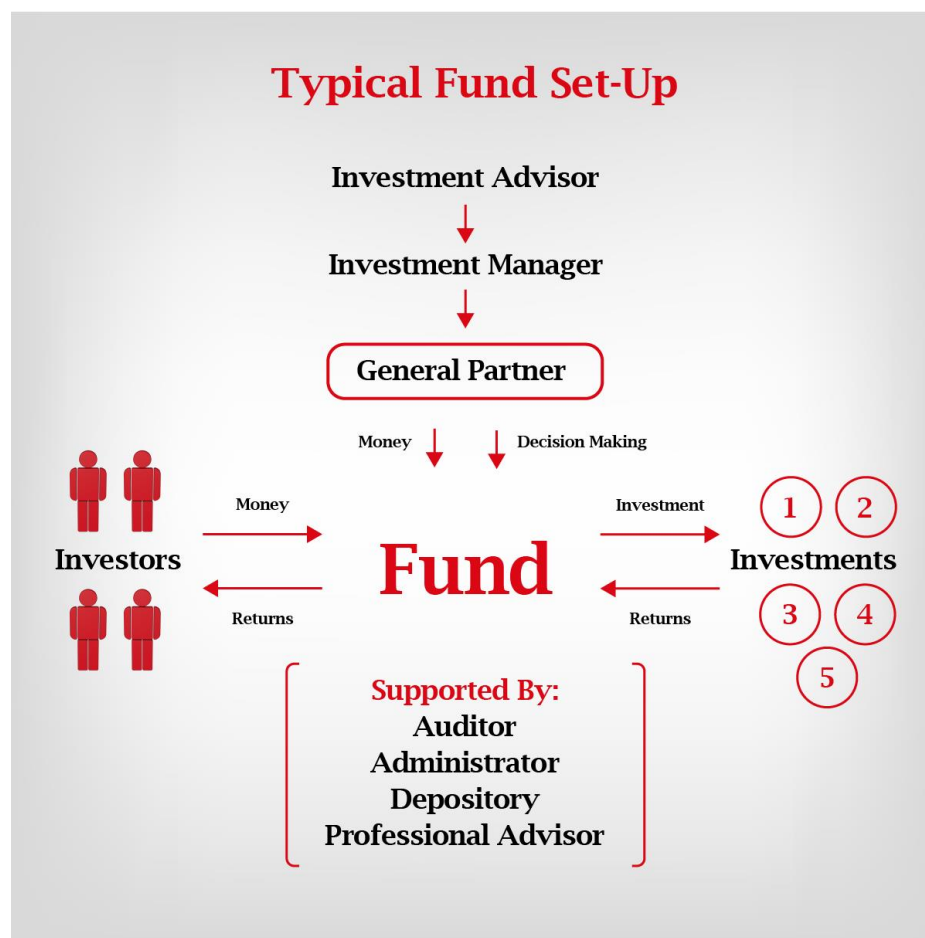 Typical Fund Set-Up
Investment Advisor
Investment Manager
General Partner
Money
Decision Making
Money
Investment
1
2
Investors
Fund
Investments
Returns
Returns
3
4
5
Supported By:
Auditor
Administrator
Depository
Professional Advisor